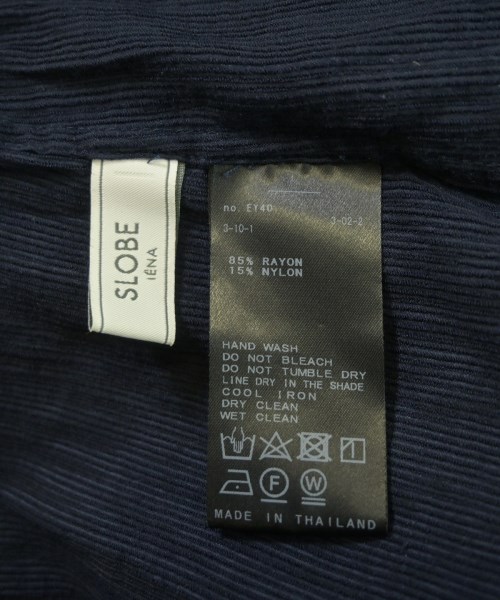 SLOBE
IÉNA
no. EY40
3-10-1 3-02-2
85% RAYON
15% NYLON
HAND WASH
DO NOT BLEACH
DO NOT TUMBLE DRY
LINE DRY IN THE SHADE
COOL IRON
DRY CLEAN
WET CLEAN
F W
MADE IN THAILAND